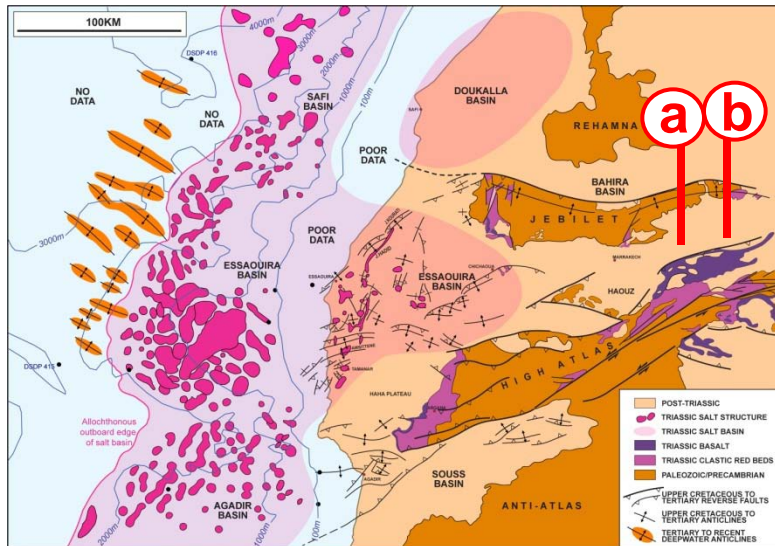 100KM
4000m
3000m
DSDP 416
2000m
1000m
100m
NO
DATA
SAFI
BASIN
NO
DATA
DOUKALLA
BASIN
SAFI
REHAMNA
a
b
POOR
DATA
BAHIRA
BASIN
JEBILET
3000m
POOR
DATA
ESSAOUIRA
BASIN
ESSAOUIRA
ESSAOUIRA
BASIN
CHICHAOUA
MARRAKECH
HAOUZ
DSDP 415
TAMANAR
HAHA PLATEAU
HIGH ATLAS
Allochthonous
outboard edge
of salt basin
AGADIR
SOUSS
BASIN
AGADIR
BASIN
ANTI-ATLAS
2000m
1000m
100m
POST-TRIASSIC
TRIASSIC SALT STRUCTURE
TRIASSIC SALT BASIN
TRIASSIC BASALT
TRIASSIC CLASTIC RED BEDS
PALEOZOIC/PRECAMBRIAN
UPPER CRETACEOUS TO
TERTIARY REVERSE FAULTS
UPPER CRETACEOUS TO
TERTIARY ANTICLINES
TERTIARY TO RECENT
DEEPWATER ANTICLINES